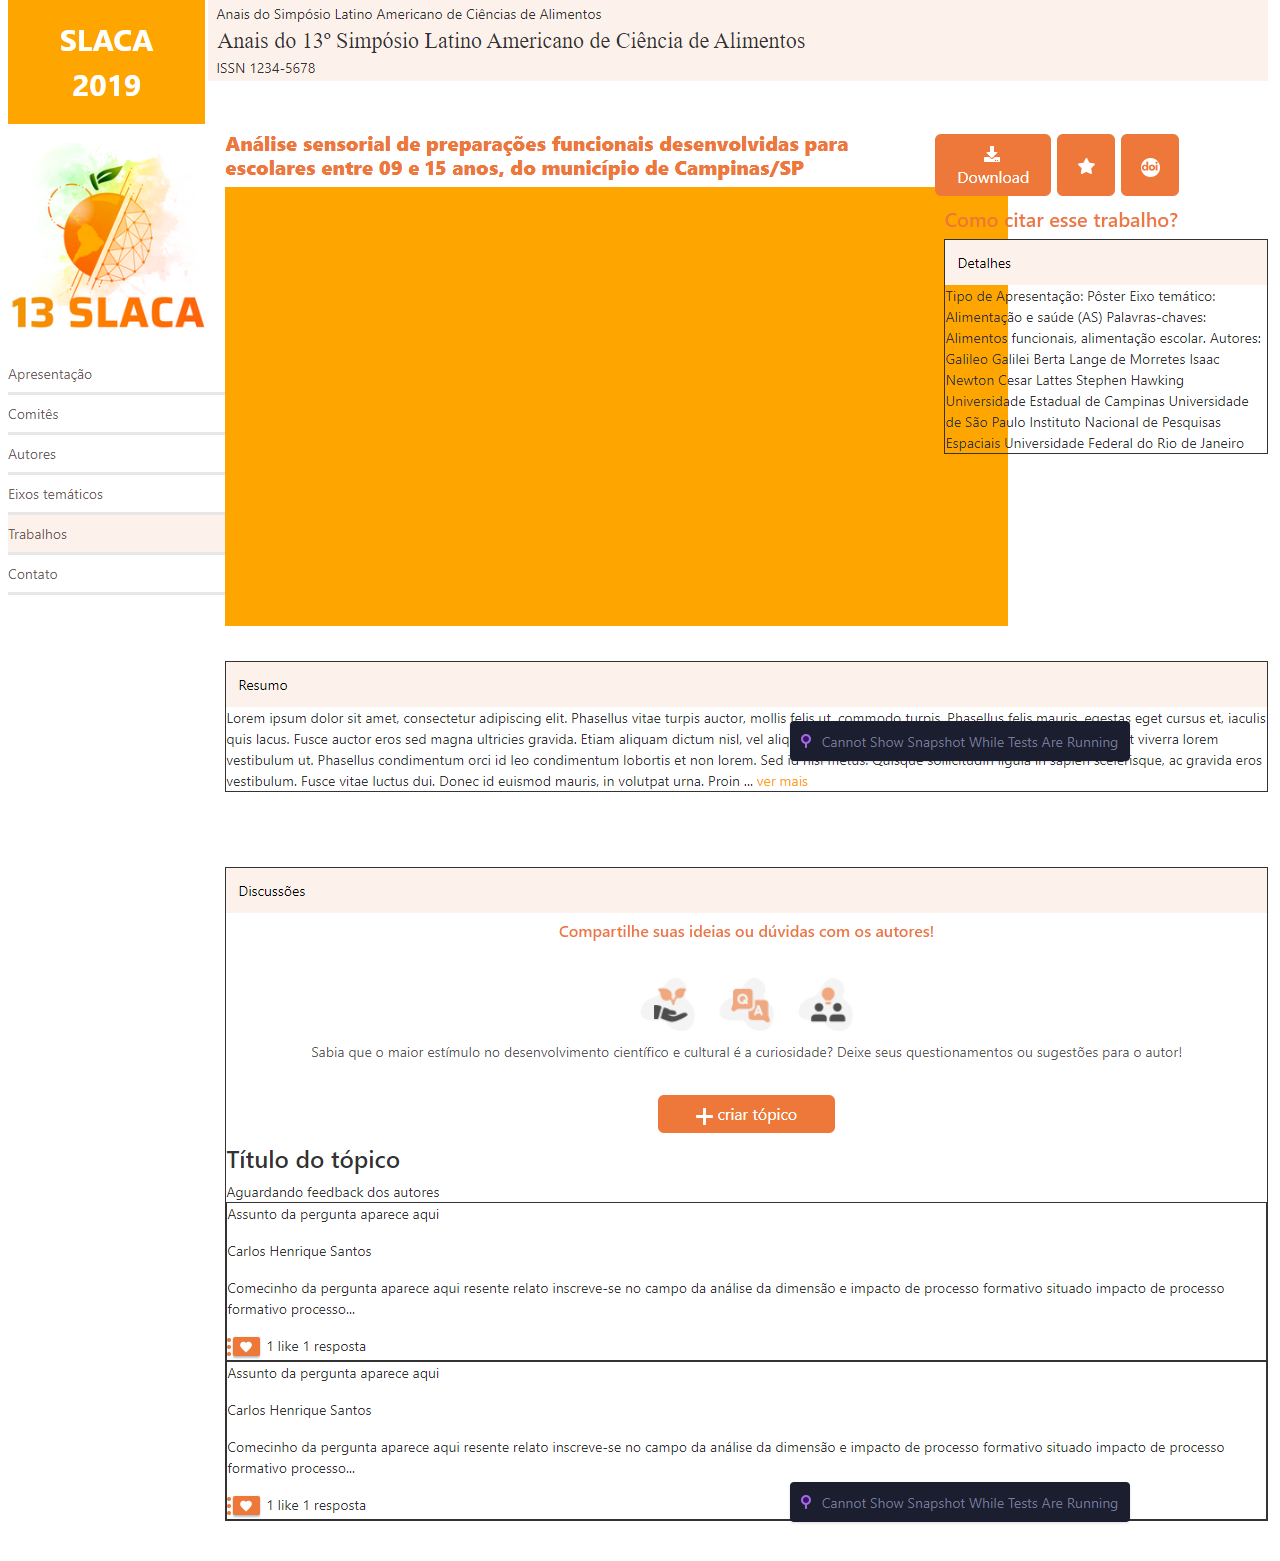 SLACA
2019
Anais do Simpósio Latino Americano de Ciências de Alimentos
Anais do 13º Simpósio Latino Americano de Ciência de Alimentos
ISSN 1234-5678
13 SLACA
Apresentação
Comitês
Autores
Eixos temáticos
Trabalhos
Contato
Análise sensorial de preparações funcionais desenvolvidas para
escolares entre 09 e 15 anos, do município de Campinas/SP
Download
doi
Como citar esse trabalho?
Detalhes
Tipo de Apresentação: Pôster Eixo temático:
Alimentação e saúde (AS) Palavras-chaves:
Alimentos funcionais, alimentação escolar. Autores:
Galileo Galilei Berta Lange de Morretes Isaac
Newton Cesar Lattes Stephen Hawking
Universidade Estadual de Campinas Universidade
de São Paulo Instituto Nacional de Pesquisas
Espaciais Universidade Federal do Rio de Janeiro
Resumo
Lorem ipsum dolor sit amet, consectetur adipiscing elit. Phasellus vitae turpis auctor, mollis felis ut, commodo turpis. Phasellus felis mauris, egestas eget cursus et, iaculis
quis lacus. Fusce auctor eros sed magna ultricies gravida. Etiam aliquam dictum nisl, vel viverra lorem
Cannot Show Snapshot While Tests Are Running
vestibulum ut. Phasellus condimentum orci id leo condimentum lobortis et non lorem. Sed id nisl metus. Quisque sollicitudin ligula in sapien scelerisque, ac gravida eros
vestibulum. Fusce vitae luctus dui. Donec id euismod mauris, in volutpat urna. Proin ... ver mais
Discussões
Compartilhe suas ideias ou dúvidas com os autores!
Q
A
Sabia que o maior estímulo no desenvolvimento científico e cultural é a curiosidade? Deixe seus questionamentos ou sugestões para o autor!
criar tópico
Título do tópico
Aguardando feedback dos autores
Assunto da pergunta aparece aqui
Carlos Henrique Santos
Comecinho da pergunta aparece aqui resente relato inscreve-se no campo da análise da dimensão e impacto de processo formativo situado impacto de processo
formativo processo...
1 like 1 resposta
Assunto da pergunta aparece aqui
Carlos Henrique Santos
Comecinho da pergunta aparece aqui resente relato inscreve-se no campo da análise da dimensão e impacto de processo formativo situado impacto de processo
formativo processo...
1 like 1 resposta
Cannot Show Snapshot While Tests Are Running